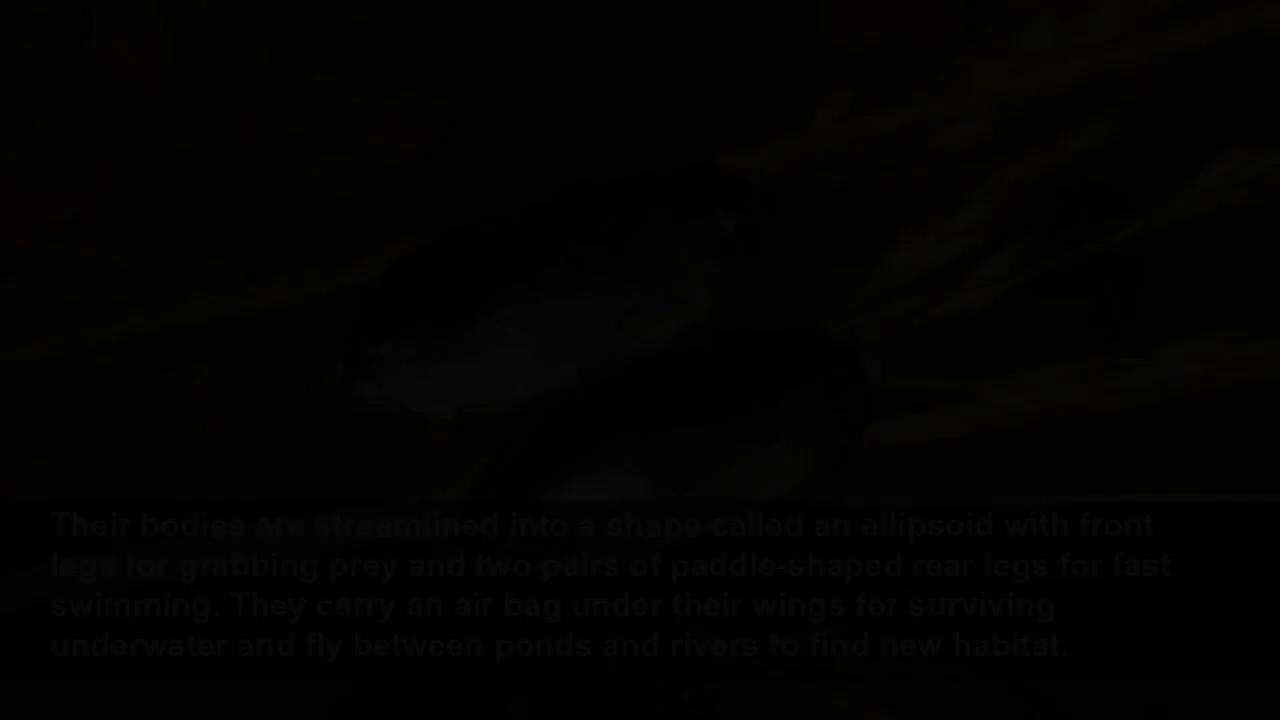 Their bodies are streamlined into a shape called an ellipsoid with front
legs for grabbing prey and two pairs of paddle-shaped rear legs for fast
swimming. They carry an air bag under their wings for surviving
underwater and fly between ponds and rivers to find new habitat.